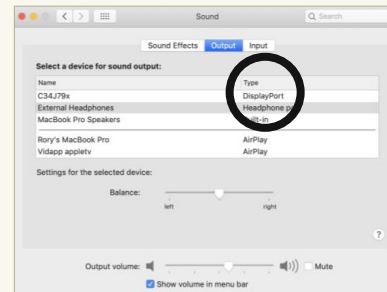 Sound
Search
Sound Effects Output Input
Select a device for sound output:
Name Type
C34J79x DisplayPort
External Headphones Headphone
MacBook Pro Speakers
Rory's MacBook Pro AirPlay
Vidapp appletv AirPlay
Settings for the selected device:
Balance:
left right
?
Output volume: Mute
Show volume in menu bar